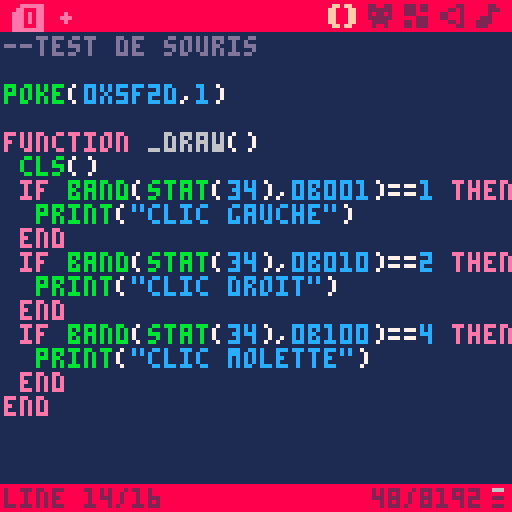 0 +
--TEST DE SOURIS
POKE(0X5F2D,1)
FUNCTION _DRAW()
CLS()
IF BAND(STAT(34),0B001)==1 THEN
PRINT("CLIC GAUCHE")
END
IF BAND(STAT(34),0B010)==2 THEN
PRINT("CLIC DROIT")
END
IF BAND(STAT(34),0B100)==4 THEN
PRINT("CLIC MOLETTE")
END
END
LINE 14/16 48/8192